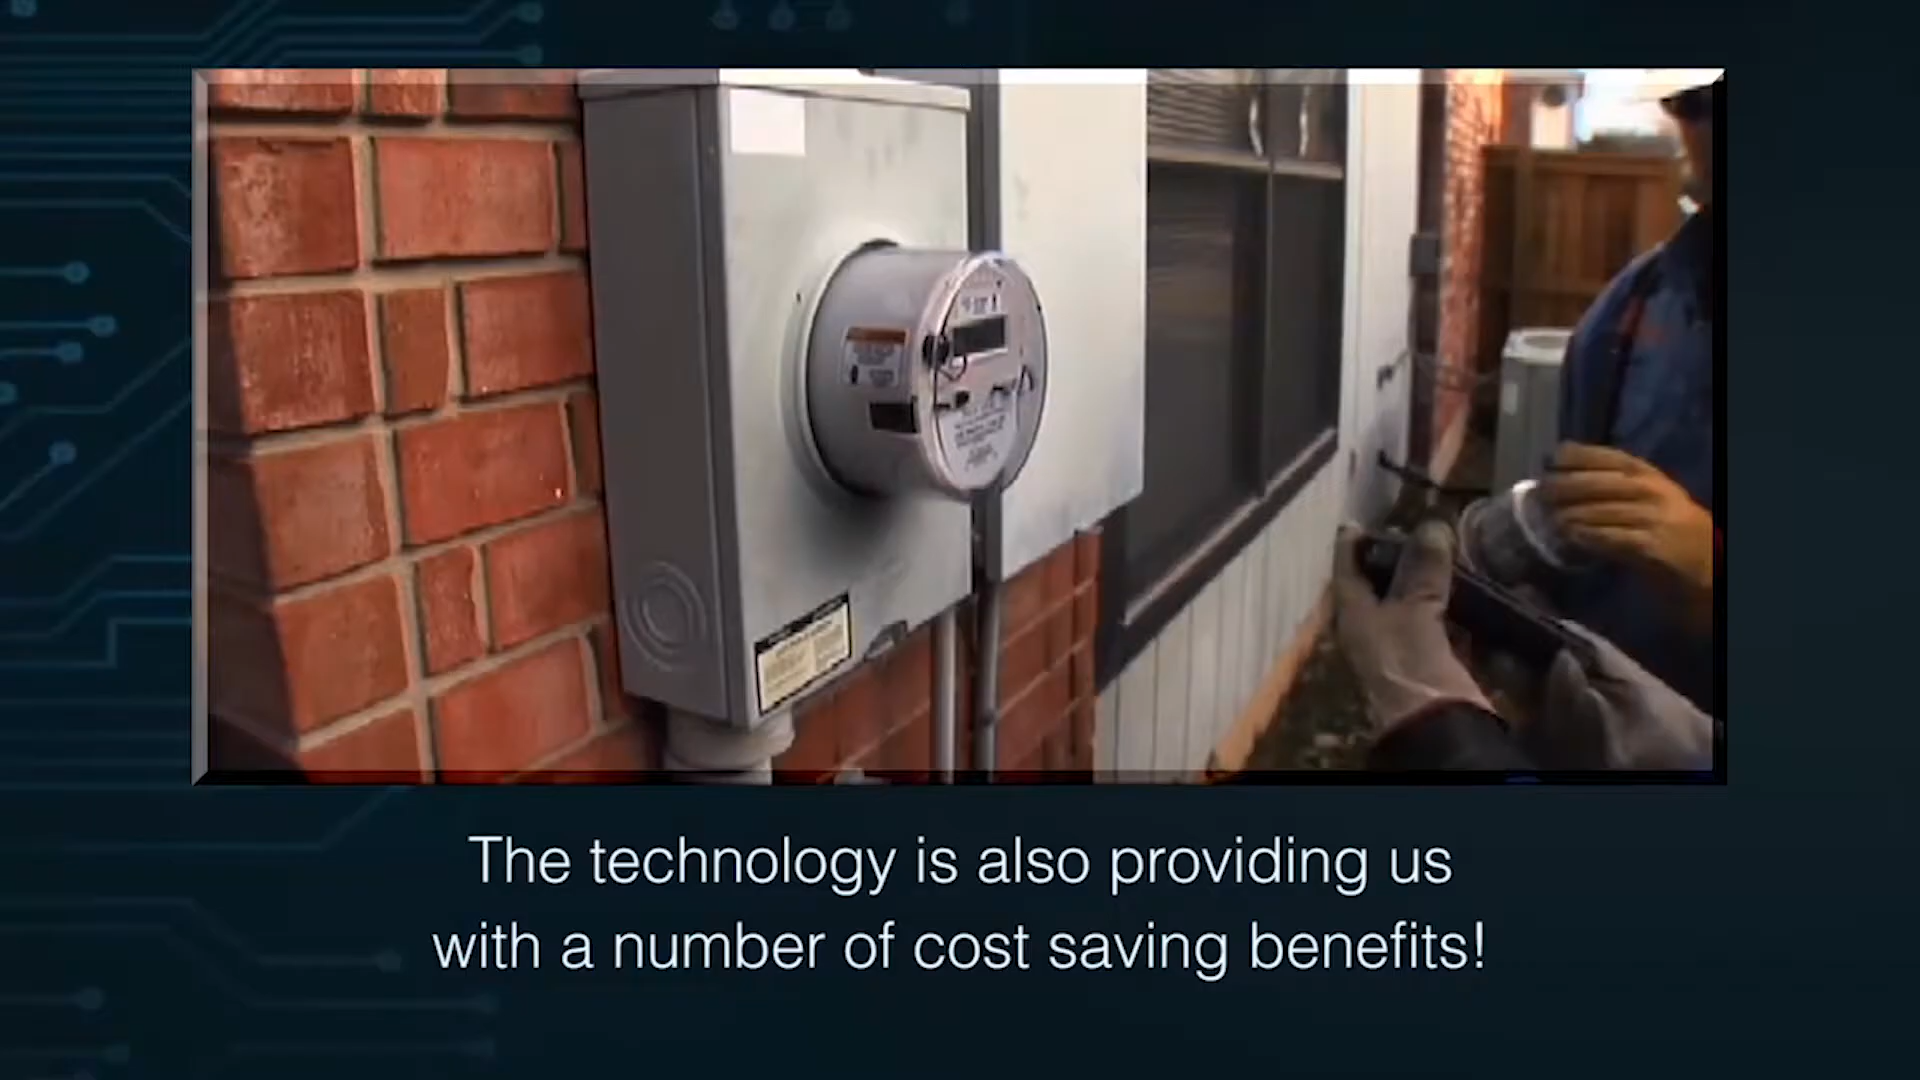 The technology is also providing us
with a number of cost saving benefits!